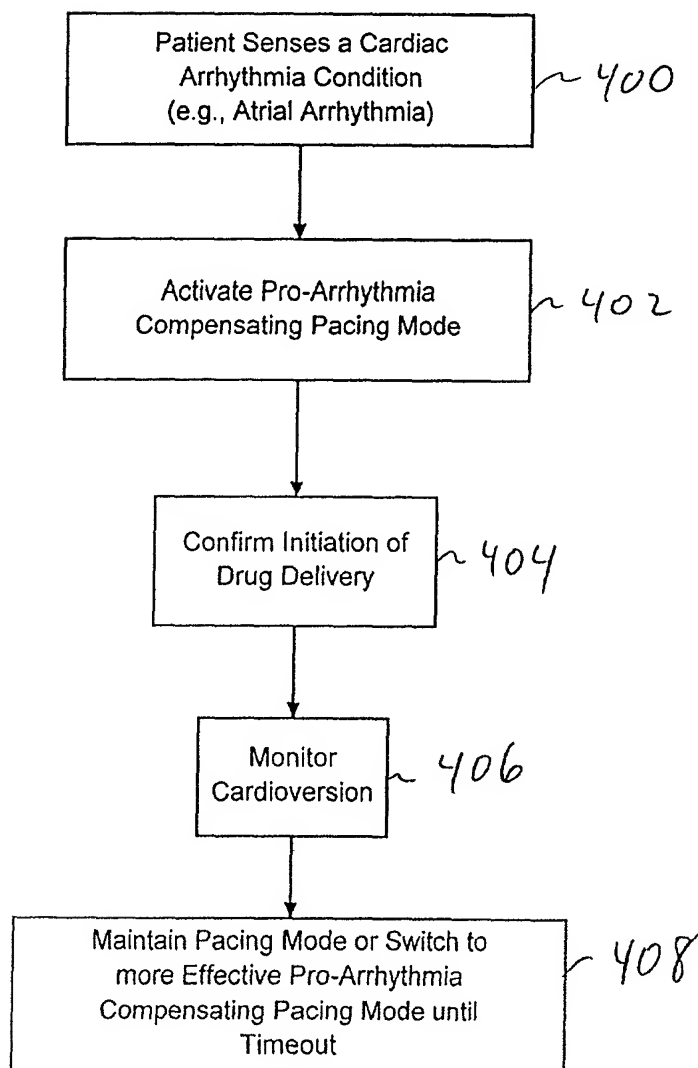 Patient Senses a Cardiac
Arrhythmia Condition
(e.g., Atrial Arrhythmia)
400
Activate Pro-Arrhythmia
Compensating Pacing Mode
402
Confirm Initiation of
Drug Delivery
404
Monitor
Cardioversion
406
Maintain Pacing Mode or Switch to
more Effective Pro-Arrhythmia
Compensating Pacing Mode until
Timeout
408